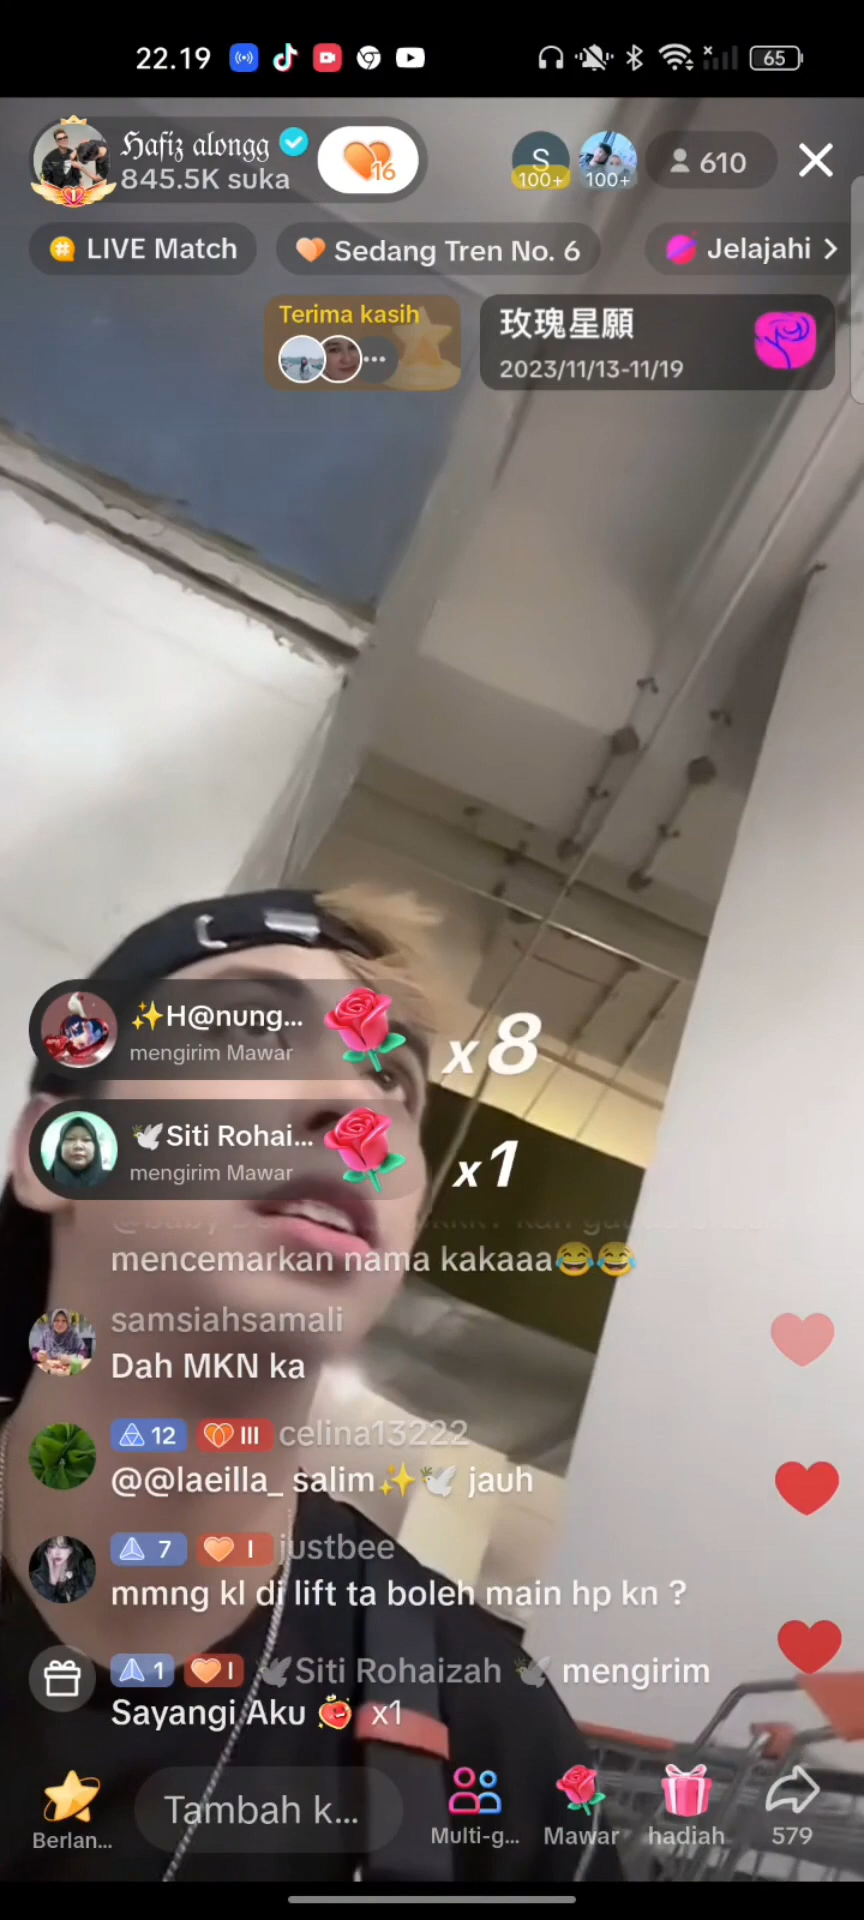 22.19
65
Hafiz alongg
845.5K suka
16
S
100+
100+
610
LIVE Match
Sedang Tren No. 6
Jelajahi >
Terima kasih
玫瑰星願
2023/11/13-11/19
✨H@nung...
mengirim Mawar
x8
🕊Siti Rohai...
mengirim Mawar
x1
mencemarkan nama kakaaa😂😂
samsiahsamali
Dah MKN ka
12 III celina13222
@@laeilla_ salim✨🕊 jauh
7 I justbee
mmng kl di lift ta boleh main hp kn ?
1 I 🕊Siti Rohaizah 🕊 mengirim
Sayangi Aku x1
Berlan...
Tambah k...
Multi-g...
Mawar
hadiah
579